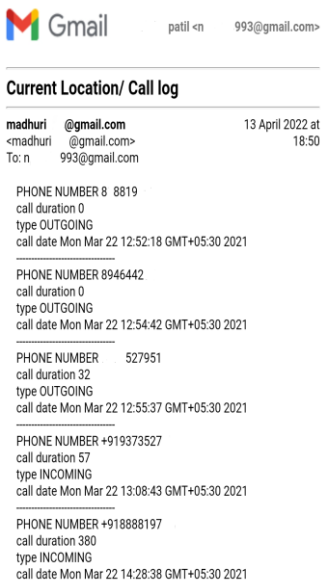 Gmail
patil <n 993@gmail.com>
Current Location/ Call log
madhuri @gmail.com 13 April 2022 at
<madhuri @gmail.com> 18:50
To: n 993@gmail.com
PHONE NUMBER 8 8819
call duration 0
type OUTGOING
call date Mon Mar 22 12:52:18 GMT+05:30 2021
---------------------------------
PHONE NUMBER 8946442
call duration 0
type OUTGOING
call date Mon Mar 22 12:54:42 GMT+05:30 2021
---------------------------------
PHONE NUMBER 527951
call duration 32
type OUTGOING
call date Mon Mar 22 12:55:37 GMT+05:30 2021
---------------------------------
PHONE NUMBER +919373527
call duration 57
type INCOMING
call date Mon Mar 22 13:08:43 GMT+05:30 2021
---------------------------------
PHONE NUMBER +918888197
call duration 380
type INCOMING
call date Mon Mar 22 14:28:38 GMT+05:30 2021